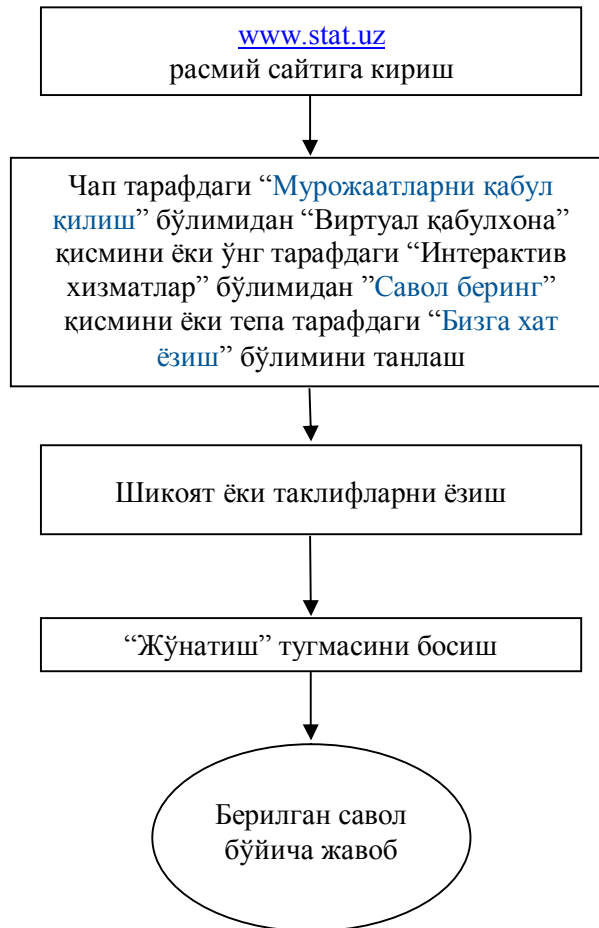 www.stat.uz
расмий сайтига кириш
Чап тарафдаги “Мурожаатларни қабул
қилиш” бўлимидан “Виртуал қабулхона”
қисмини ёки ўнг тарафдаги “Интерактив
хизматлар” бўлимидан ”Савол беринг”
қисмини ёки тепа тарафдаги “Бизга хат
ёзиш” бўлимини танлаш
Шикоят ёки таклифларни ёзиш
“Жўнатиш” тугмасини босиш
Берилган савол
бўйича жавоб